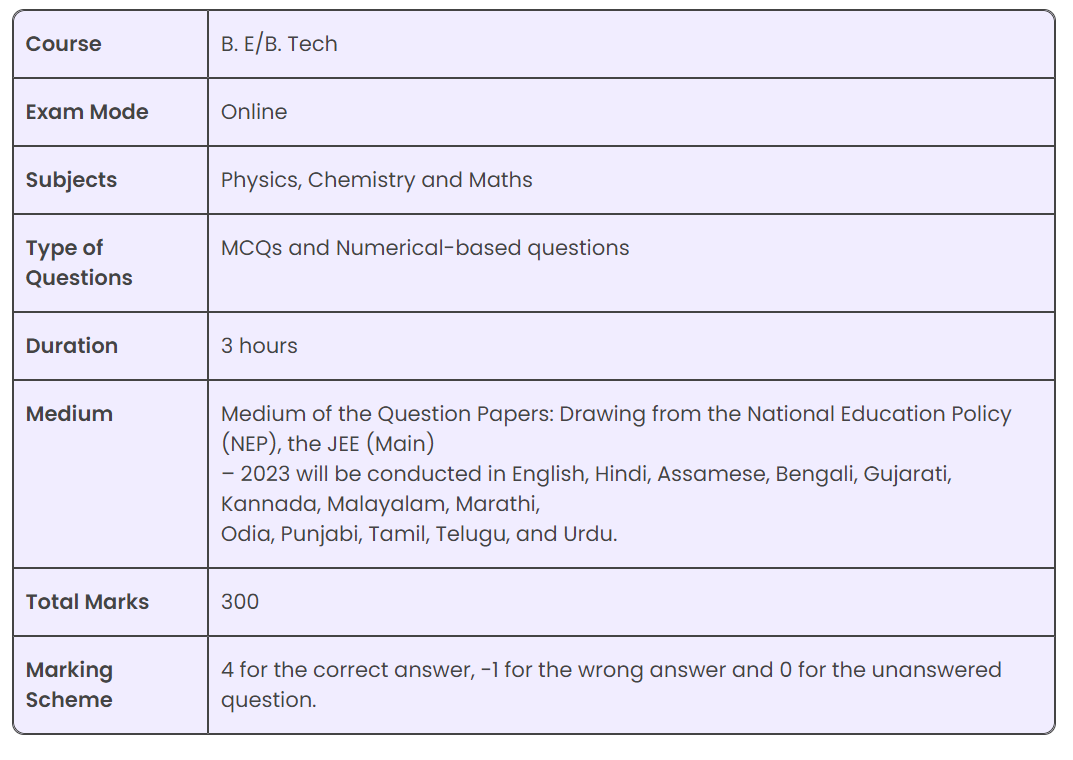 Course
B. E/B. Tech
Exam Mode
Online
Subjects
Physics, Chemistry and Maths
Type of
Questions
MCQs and Numerical-based questions
Duration
3 hours
Medium
Medium of the Question Papers: Drawing from the National Education Policy
(NEP), the JEE (Main)
– 2023 will be conducted in English, Hindi, Assamese, Bengali, Gujarati,
Kannada, Malayalam, Marathi,
Odia, Punjabi, Tamil, Telugu, and Urdu.
Total Marks
300
Marking
Scheme
4 for the correct answer, -1 for the wrong answer and 0 for the unanswered
question.